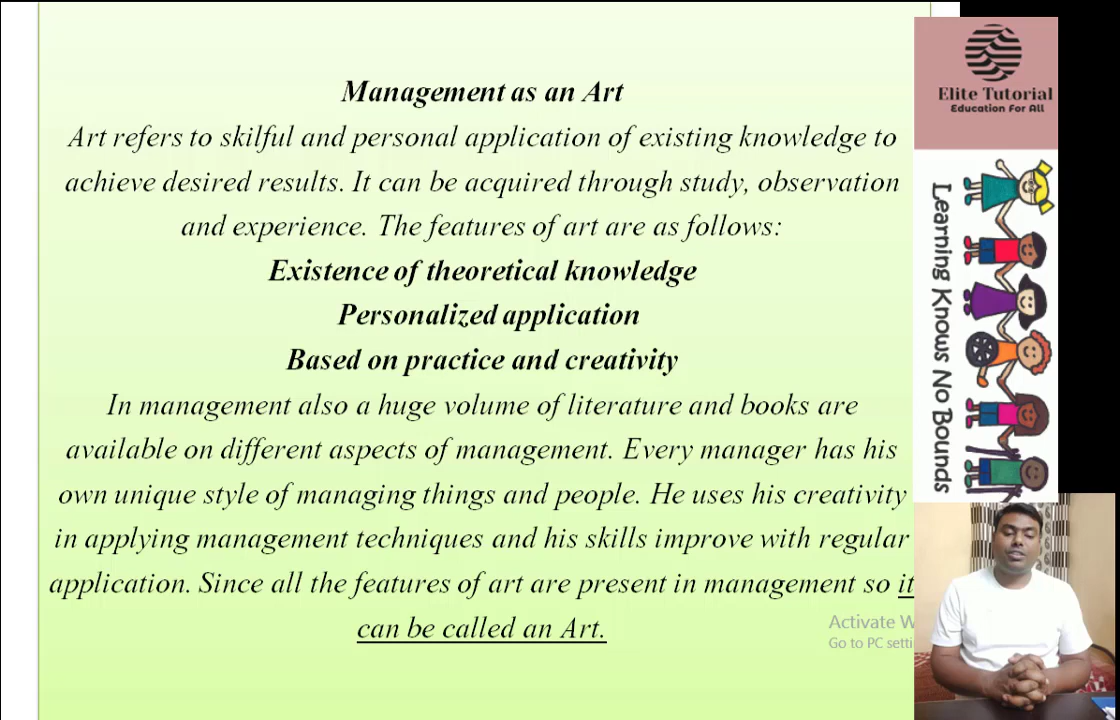 Management as an Art
Art refers to skilful and personal application of existing knowledge to
achieve desired results. It can be acquired through study, observation
and experience. The features of art are as follows:
Existence of theoretical knowledge
Personalized application
Based on practice and creativity
In management also a huge volume of literature and books are
available on different aspects of management. Every manager has his
own unique style of managing things and people. He uses his creativity
in applying management techniques and his skills improve with regular
application. Since all the features of art are present in management so it
can be called an Art.
Activate W
Go to PC setti
Elite Tutorial
Education For All
Learning Knows No Bounds